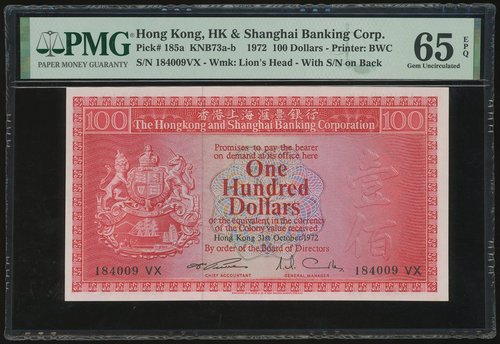 PMG
PAPER MONEY GUARANTY
Hong Kong, HK & Shanghai Banking Corp.
Pick# 185a KNB73a-b 1972 100 Dollars - Printer: BWC
S/N 184009VX - Wmk: Lion's Head - With S/N on Back
65 EPQ
Gem Uncirculated
100
香港上海滙豐銀行
100
The Hongkong and Shanghai Banking Corporation
Promises to pay the bearer
on demand at its office here
One
Hundred
Dollars
or the equivalent in the currency
of the Colony value received
Hong Kong 31st October 1972
By order of the Board of Directors
壹
佰
184009 VX
CHIEF ACCOUNTANT
GENERAL MANAGER
184009 VX